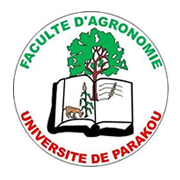 FACULTE D'AGRONOMIE
UNIVERSITE DE PARAKOU